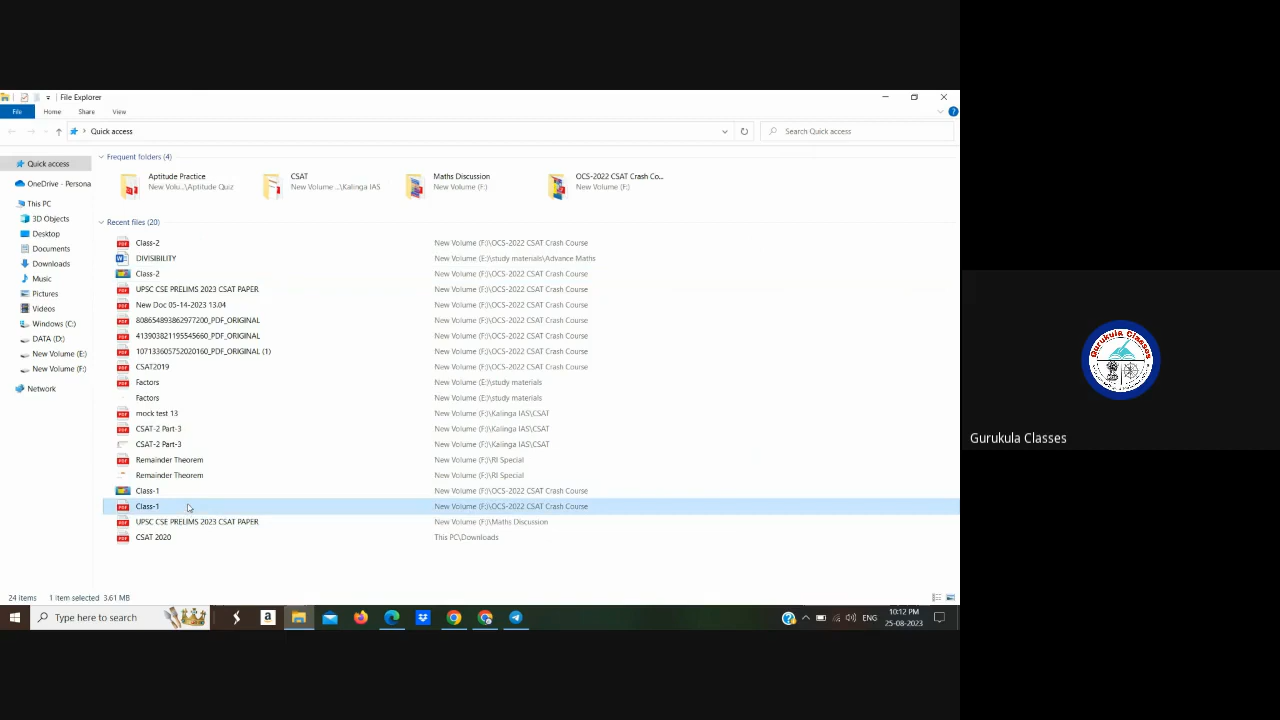 File Explorer
File Home Share View
Quick access
Search Quick access
Quick access
OneDrive - Persona
This PC
3D Objects
Desktop
Documents
Downloads
Music
Pictures
Videos
Windows (C:)
DATA (D:)
New Volume (E:)
New Volume (F:)
Network
Frequent folders (4)
Aptitude Practice
New Volu...\Aptitude Quiz
CSAT
New Volume ...\Kalinga IAS
Maths Discussion
New Volume (F:)
OCS-2022 CSAT Crash Co...
New Volume (F:)
Recent files (20)
Class-2 New Volume (F:)\OCS-2022 CSAT Crash Course
DIVISIBILITY New Volume (E:)\study materials\Advance Maths
Class-2 New Volume (F:)\OCS-2022 CSAT Crash Course
UPSC CSE PRELIMS 2023 CSAT PAPER New Volume (F:)\OCS-2022 CSAT Crash Course
New Doc 05-14-2023 13.04 New Volume (F:)\OCS-2022 CSAT Crash Course
808654893862977200_PDF_ORIGINAL New Volume (F:)\OCS-2022 CSAT Crash Course
413903821195545660_PDF_ORIGINAL New Volume (F:)\OCS-2022 CSAT Crash Course
107133605752020160_PDF_ORIGINAL (1) New Volume (F:)\OCS-2022 CSAT Crash Course
CSAT2019 New Volume (F:)\OCS-2022 CSAT Crash Course
Factors New Volume (E:)\study materials
Factors New Volume (E:)\study materials
mock test 13 New Volume (F:)\Kalinga IAS\CSAT
CSAT-2 Part-3 New Volume (F:)\Kalinga IAS\CSAT
CSAT-2 Part-3 New Volume (F:)\Kalinga IAS\CSAT
Remainder Theorem New Volume (F:)\RI Special
Remainder Theorem New Volume (F:)\RI Special
Class-1 New Volume (F:)\OCS-2022 CSAT Crash Course
Class-1 New Volume (F:)\OCS-2022 CSAT Crash Course
UPSC CSE PRELIMS 2023 CSAT PAPER New Volume (F:)\Maths Discussion
CSAT 2020 This PC\Downloads
24 items 1 item selected 3.61 MB
Type here to search
ENG
10:12 PM
25-08-2023
Gurukula Classes
Gurukula Classes